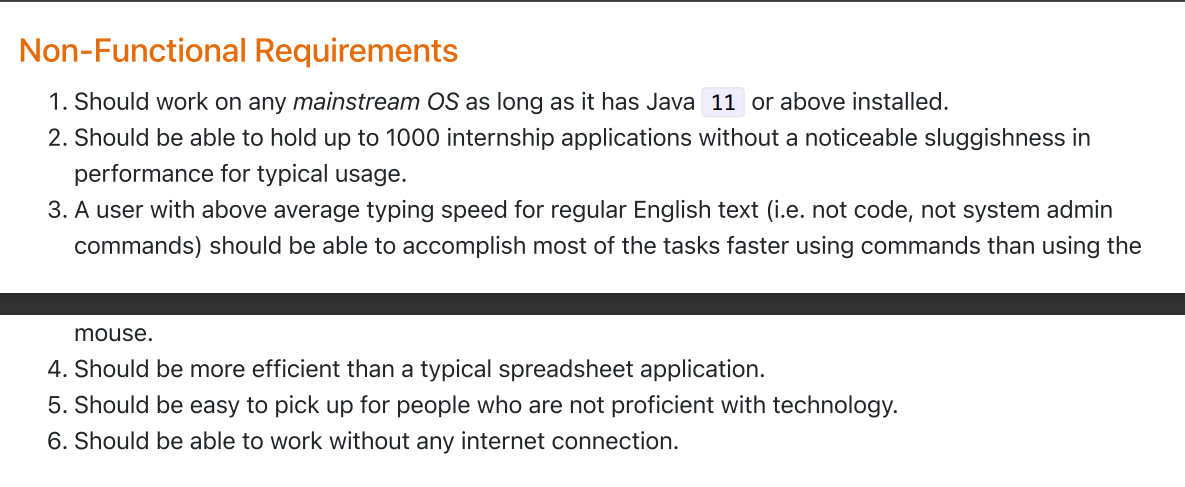 Non-Functional Requirements
1. Should work on any mainstream OS as long as it has Java 11 or above installed.
2. Should be able to hold up to 1000 internship applications without a noticeable sluggishness in
performance for typical usage.
3. A user with above average typing speed for regular English text (i.e. not code, not system admin
commands) should be able to accomplish most of the tasks faster using commands than using the
mouse.
4. Should be more efficient than a typical spreadsheet application.
5. Should be easy to pick up for people who are not proficient with technology.
6. Should be able to work without any internet connection.